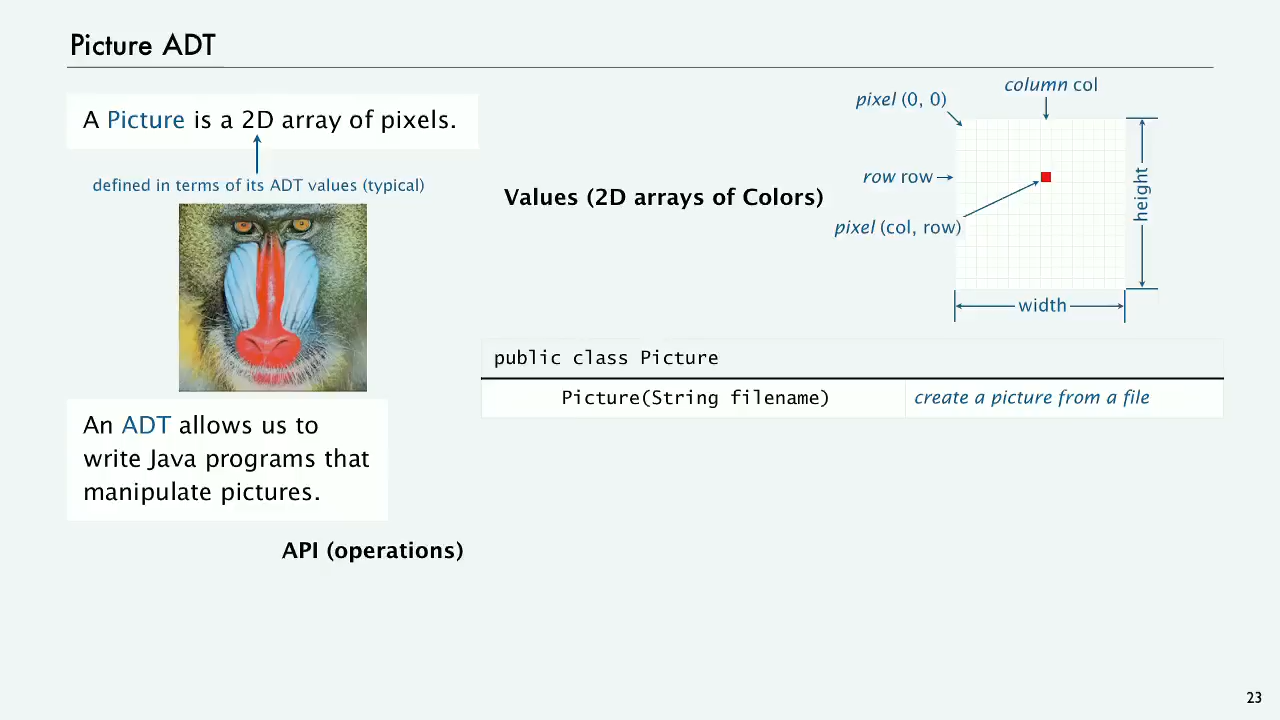 Picture ADT
A Picture is a 2D array of pixels.
defined in terms of its ADT values (typical)
An ADT allows us to
write Java programs that
manipulate pictures.
Values (2D arrays of Colors)
column col
pixel (0, 0)
row row
pixel (col, row)
height
width
API (operations)
public class Picture
Picture(String filename) create a picture from a file
23